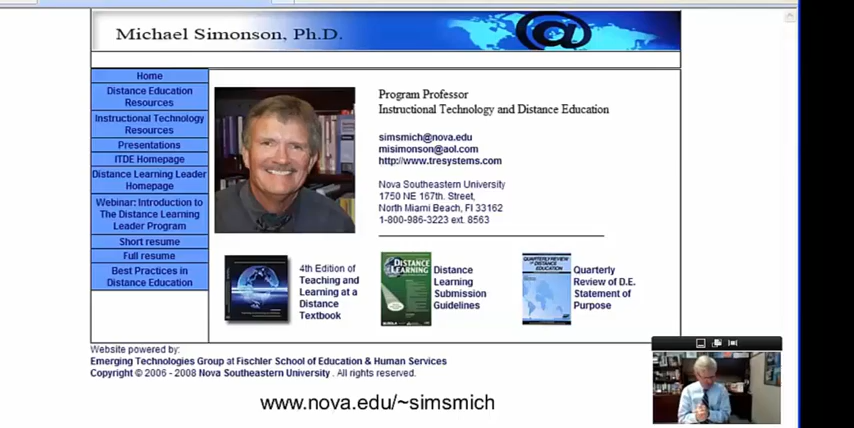 Michael Simonson, Ph.D.
@
Home
Distance Education
Resources
Instructional Technology
Resources
Presentations
ITDE Homepage
Distance Learning Leader
Homepage
Webinar: Introduction to
The Distance Learning
Leader Program
Short resume
Full resume
Best Practices in
Distance Education
Program Professor
Instructional Technology and Distance Education
simsmich@nova.edu
misimonson@aol.com
http://www.tresystems.com
Nova Southeastern University
1750 NE 167th. Street,
North Miami Beach, Fl 33162
1-800-986-3223 ext. 8563
4th Edition of
Teaching and
Learning at a
Distance
Textbook
DISTANCE
LEARNING
Distance
Learning
Submission
Guidelines
QUARTERLY REVIEW
OF DISTANCE
EDUCATION
Quarterly
Review of D.E.
Statement of
Purpose
Website powered by:
Emerging Technologies Group at Fischler School of Education & Human Services
Copyright © 2006 - 2008 Nova Southeastern University . All rights reserved.
www.nova.edu/~simsmich